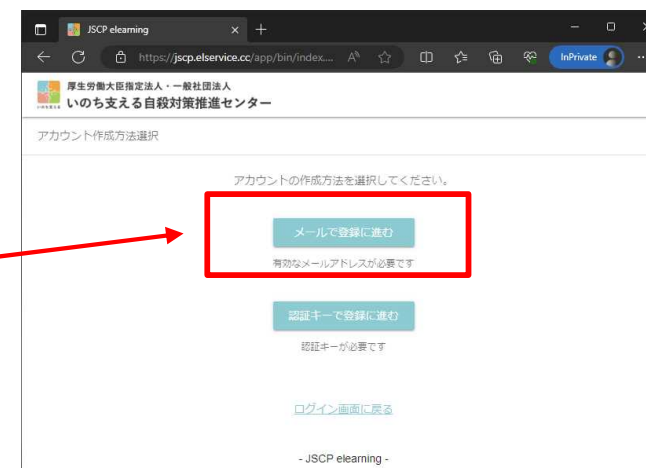 JSCP elearning
https://jscp.elservice.cc/app/bin/index....
InPrivate
厚生労働大臣指定法人・一般社団法人
いのち支える自殺対策推進センター
アカウント作成方法選択
アカウントの作成方法を選択してください。
メールで登録に進む
有効なメールアドレスが必要です
認証キーで登録に進む
認証キーが必要です
ログイン画面に戻る
- JSCP elearning -